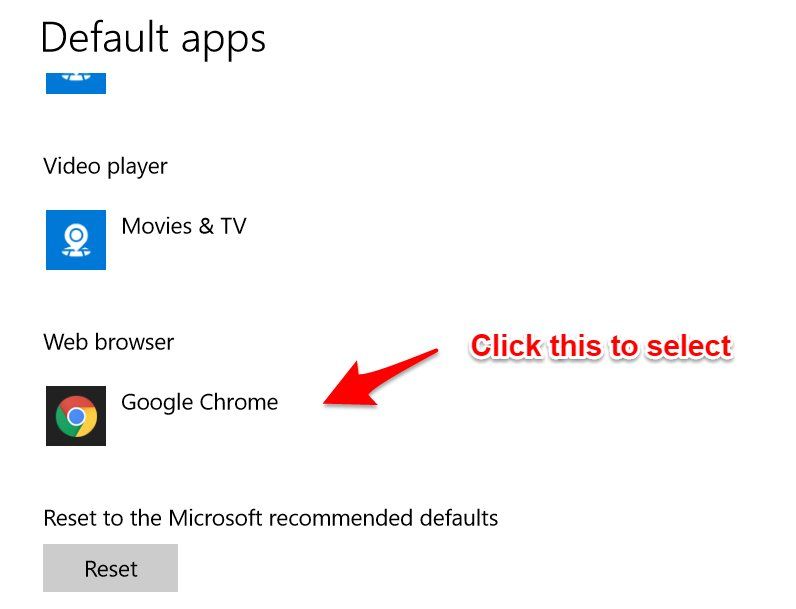 Default apps
Video player
Movies & TV
Web browser
Click this to select
Google Chrome
Reset to the Microsoft recommended defaults
Reset